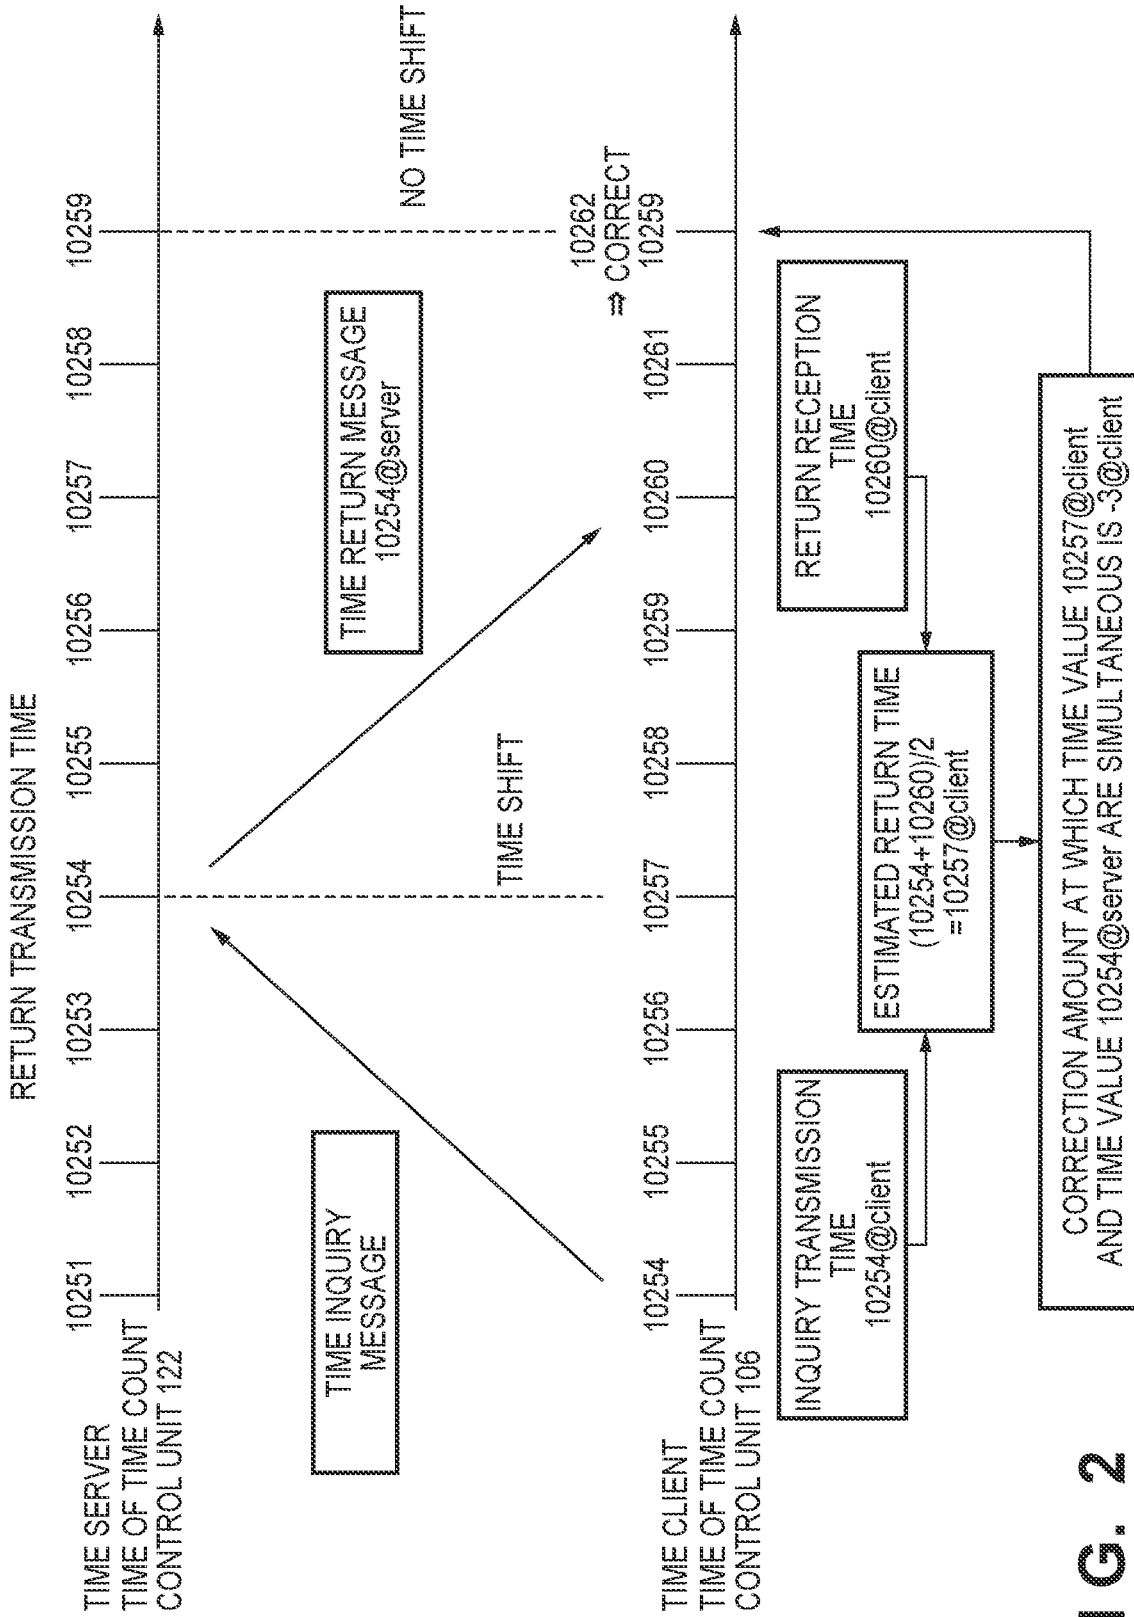 RETURN TRANSMISSION TIME
TIME SERVER
TIME OF TIME COUNT
CONTROL UNIT 122
10251
10252
10253
10254
10255
10256
10257
10258
10259
TIME INQUIRY
MESSAGE
TIME RETURN MESSAGE
10254@server
TIME SHIFT
NO TIME SHIFT
TIME CLIENT
TIME OF TIME COUNT
CONTROL UNIT 106
10254
10255
10256
10257
10258
10259
10260
10261
10262
⇒ CORRECT
10259
INQUIRY TRANSMISSION
TIME
10254@client
ESTIMATED RETURN TIME
(10254+10260)/2
=10257@client
RETURN RECEPTION
TIME
10260@client
CORRECTION AMOUNT AT WHICH TIME VALUE 10257@client
AND TIME VALUE 10254@server ARE SIMULTANEOUS IS -3@client
IG. 2